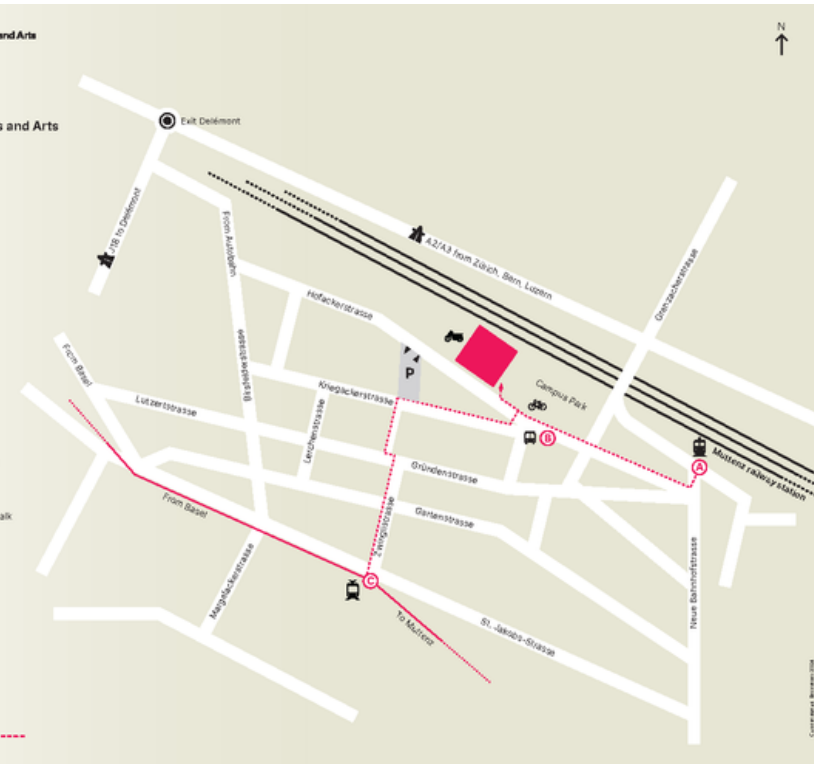 and Arts
N
s and Arts
Exit Delémont
J18 to Delémont
From Autobahn
A2/A3 from Zürich, Bern, Luzern
Grenzacherstrasse
Hofackerstrasse
From Basel
P
Campus Park
Kriegackerstrasse
Lutzertstrasse
Lerchenstrasse
B
A
Muttenz railway station
Gründenstrasse
alk
From Basel
Gartenstrasse
Zwinglistrasse
Neue Bahnhofstrasse
Margelackerstrasse
C
To Muttenz
St. Jakobs-Strasse